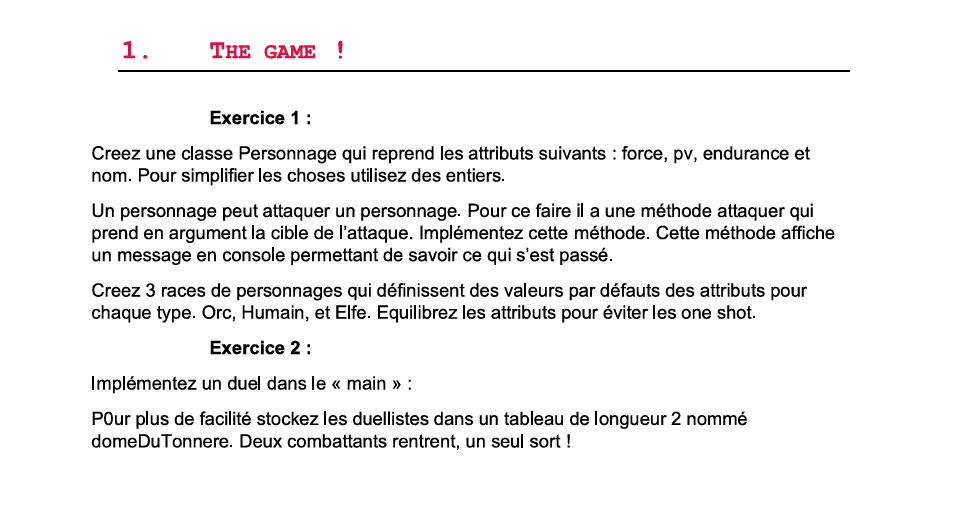 1. THE GAME !
Exercice 1 :
Creez une classe Personnage qui reprend les attributs suivants : force, pv, endurance et
nom. Pour simplifier les choses utilisez des entiers.
Un personnage peut attaquer un personnage. Pour ce faire il a une méthode attaquer qui
prend en argument la cible de l'attaque. Implémentez cette méthode. Cette méthode affiche
un message en console permettant de savoir ce qui s'est passé.
Creez 3 races de personnages qui définissent des valeurs par défauts des attributs pour
chaque type. Orc, Humain, et Elfe. Equilibrez les attributs pour éviter les one shot.
Exercice 2 :
Implémentez un duel dans le « main » :
P0ur plus de facilité stockez les duellistes dans un tableau de longueur 2 nommé
domeDuTonnere. Deux combattants rentrent, un seul sort !